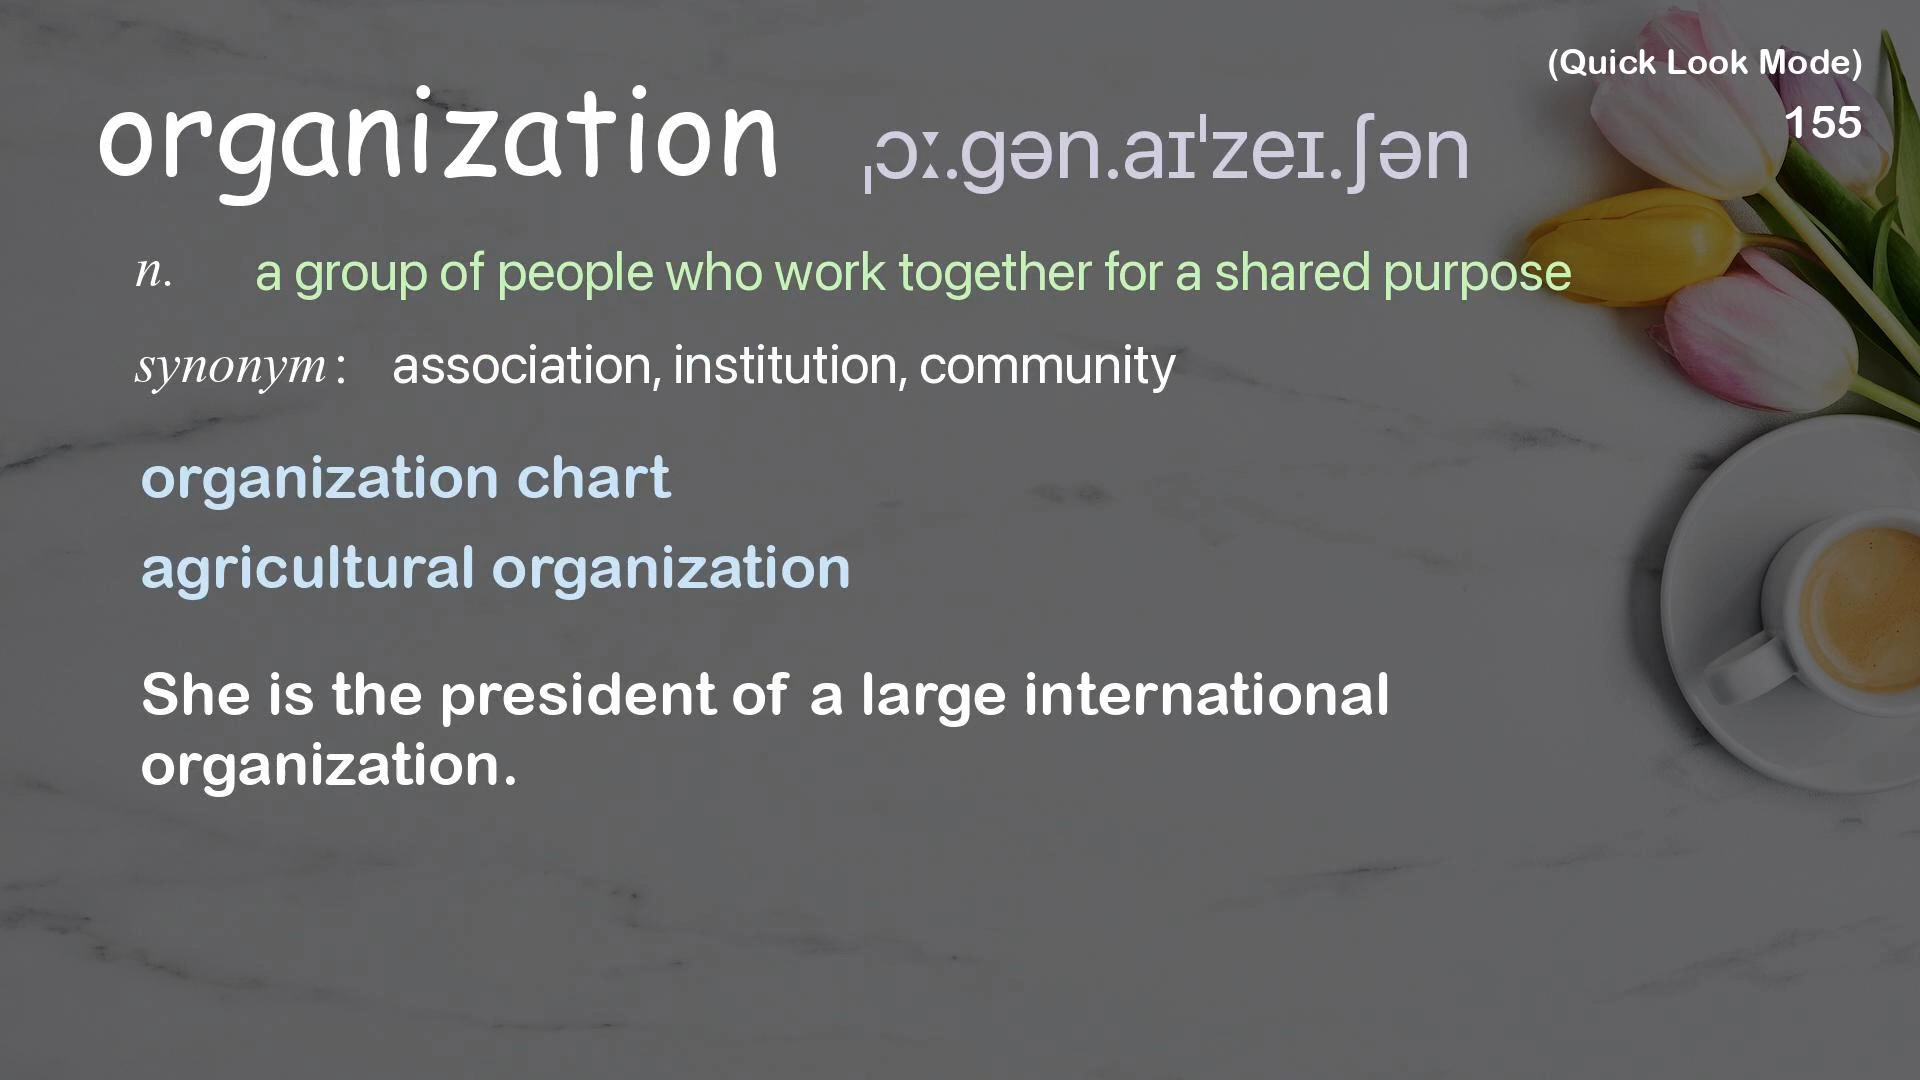 (Quick Look Mode)
155
organization ˌɔː.gən.aɪˈzeɪ.ʃən
n. a group of people who work together for a shared purpose
synonym: association, institution, community
organization chart
agricultural organization
She is the president of a large international
organization.